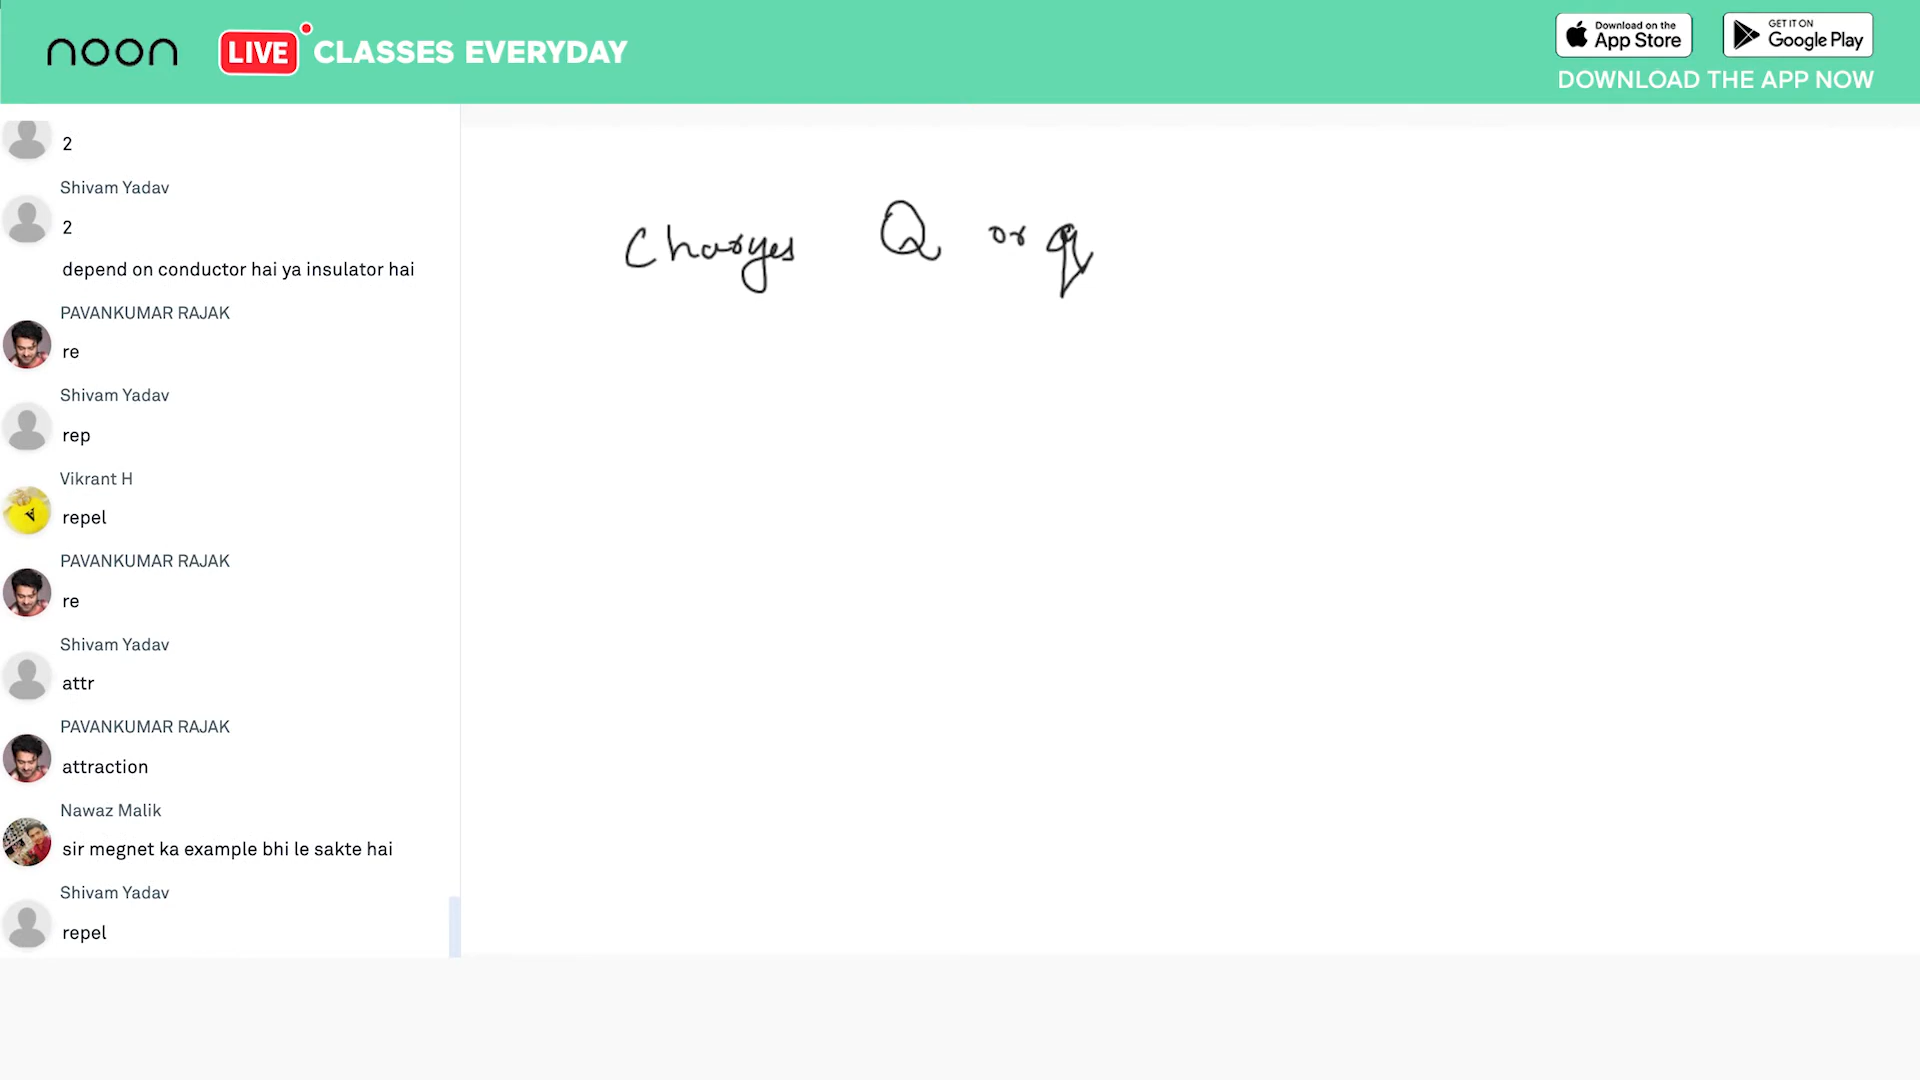 noon LIVE CLASSES EVERYDAY
Download on the App Store
GET IT ON Google Play
DOWNLOAD THE APP NOW
2
Shivam Yadav
2
depend on conductor hai ya insulator hai
PAVANKUMAR RAJAK
re
Shivam Yadav
rep
Vikrant H
repel
PAVANKUMAR RAJAK
re
Shivam Yadav
attr
PAVANKUMAR RAJAK
attraction
Nawaz Malik
sir megnet ka example bhi le sakte hai
Shivam Yadav
repel
Charges Q or q